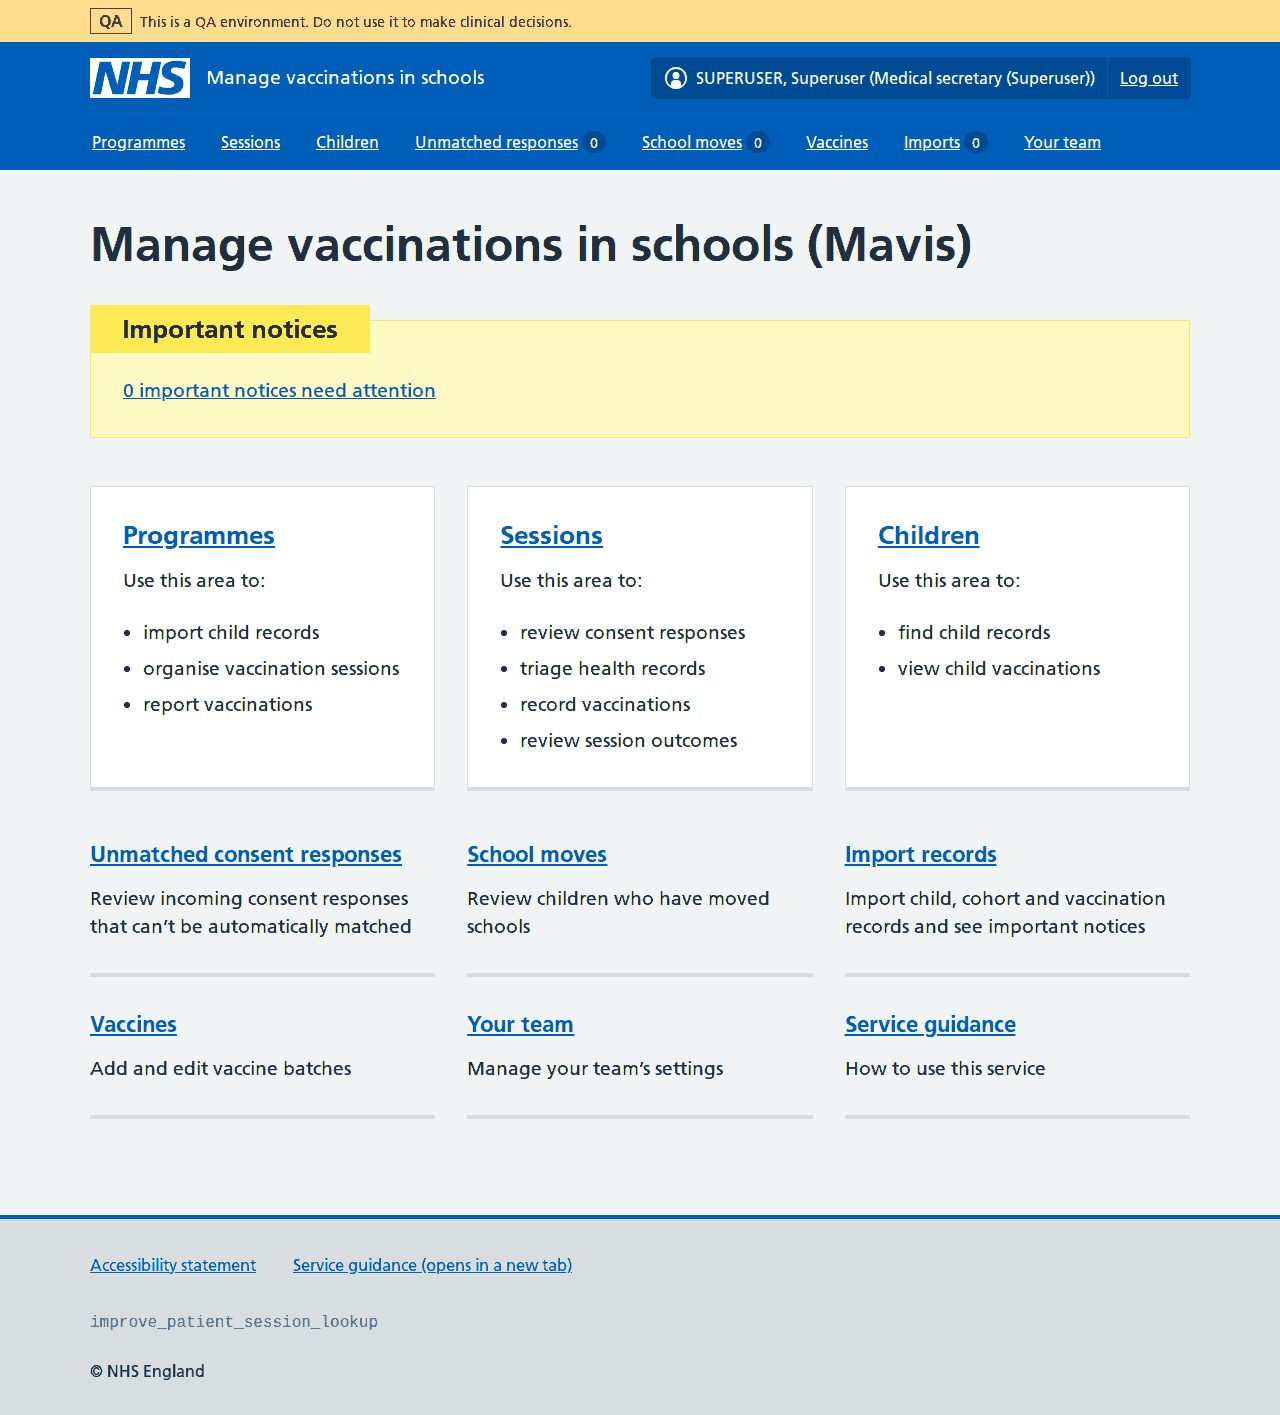 QA This is a QA environment. Do not use it to make clinical decisions.
NHS Manage vaccinations in schools SUPERUSER, Superuser (Medical secretary (Superuser)) Log out
Programmes Sessions Children Unmatched responses 0 School moves 0 Vaccines Imports 0 Your team
Manage vaccinations in schools (Mavis)
Important notices
0 important notices need attention
Programmes
Use this area to:
• import child records
• organise vaccination sessions
• report vaccinations
Sessions
Use this area to:
• review consent responses
• triage health records
• record vaccinations
• review session outcomes
Children
Use this area to:
• find child records
• view child vaccinations
Unmatched consent responses
Review incoming consent responses
that can’t be automatically matched
School moves
Review children who have moved
schools
Import records
Import child, cohort and vaccination
records and see important notices
Vaccines
Add and edit vaccine batches
Your team
Manage your team’s settings
Service guidance
How to use this service
Accessibility statement Service guidance (opens in a new tab)
improve_patient_session_lookup
© NHS England